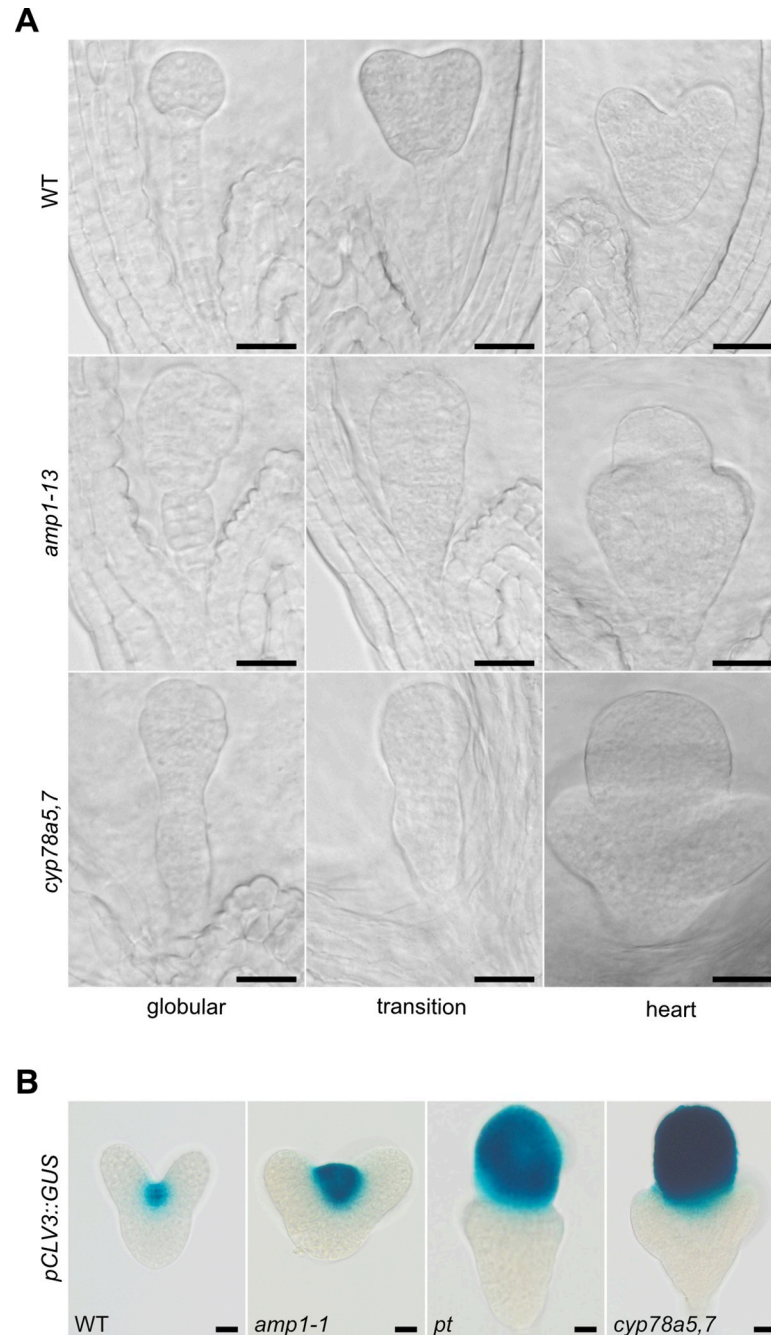 A
WT
amp1-13
cyp78a5,7
globular transition heart
B
pCLV3::GUS
WT amp1-1 pt cyp78a5,7